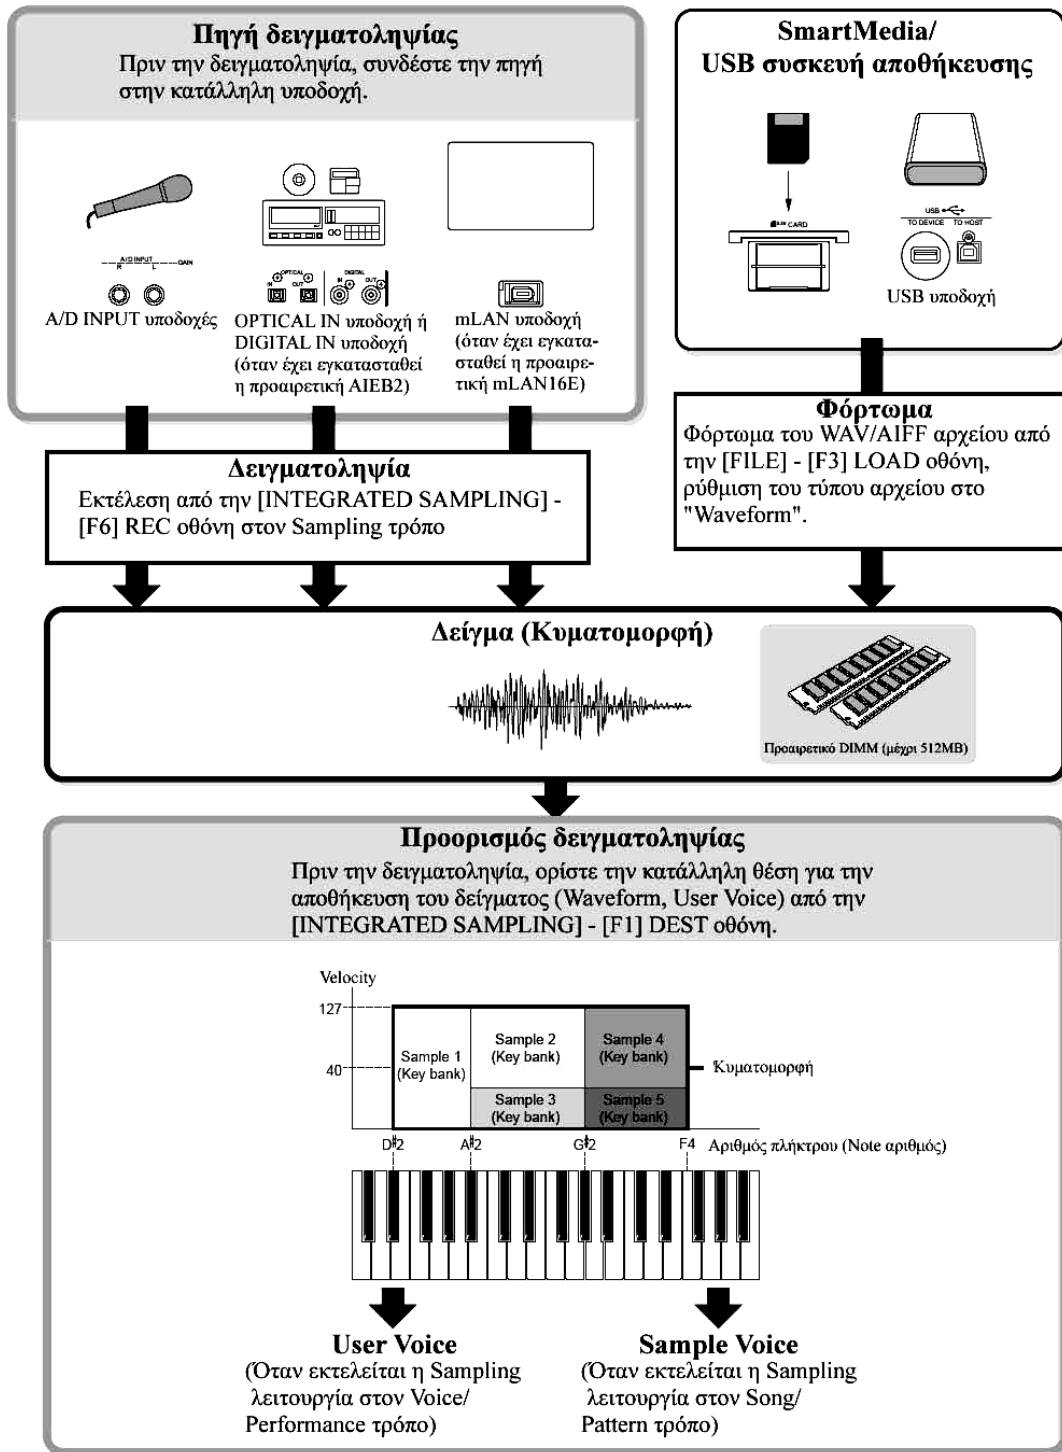 Πηγή δειγματοληψίας
Πριν την δειγματοληψία, συνδέστε την πηγή
στην κατάλληλη υποδοχή.
A/D INPUT
R L GAIN
A/D INPUT υποδοχές
OPTICAL
IN OUT
DIGITAL
IN OUT
OPTICAL IN υποδοχή ή
DIGITAL IN υποδοχή
(όταν έχει εγκατασταθεί
η προαιρετική AIEB2)
mLAN υποδοχή
(όταν έχει εγκατα-
σταθεί η προαιρε-
τική mLAN16E)
SmartMedia/
USB συσκευή αποθήκευσης
CARD
USB
TO DEVICE TO HOST
USB υποδοχή
Δειγματοληψία
Εκτέλεση από την [INTEGRATED SAMPLING] -
[F6] REC οθόνη στον Sampling τρόπο
Φόρτωμα
Φόρτωμα του WAV/AIFF αρχείου από
την [FILE] - [F3] LOAD οθόνη,
ρύθμιση του τύπου αρχείου στο
"Waveform".
Δείγμα (Κυματομορφή)
Προαιρετικό DIMM (μέχρι 512MB)
Προορισμός δειγματοληψίας
Πριν την δειγματοληψία, ορίστε την κατάλληλη θέση για την
αποθήκευση του δείγματος (Waveform, User Voice) από την
[INTEGRATED SAMPLING] - [F1] DEST οθόνη.
Velocity
127
40
Sample 1
(Key bank)
Sample 2
(Key bank)
Sample 3
(Key bank)
Sample 4
(Key bank)
Sample 5
(Key bank)
Κυματομορφή
D#2 A#2 G#2 F4 Αριθμός πλήκτρου (Note αριθμός)
User Voice
(Όταν εκτελείται η Sampling
λειτουργία στον Voice/
Performance τρόπο)
Sample Voice
(Όταν εκτελείται η Sampling
λειτουργία στον Song/
Pattern τρόπο)